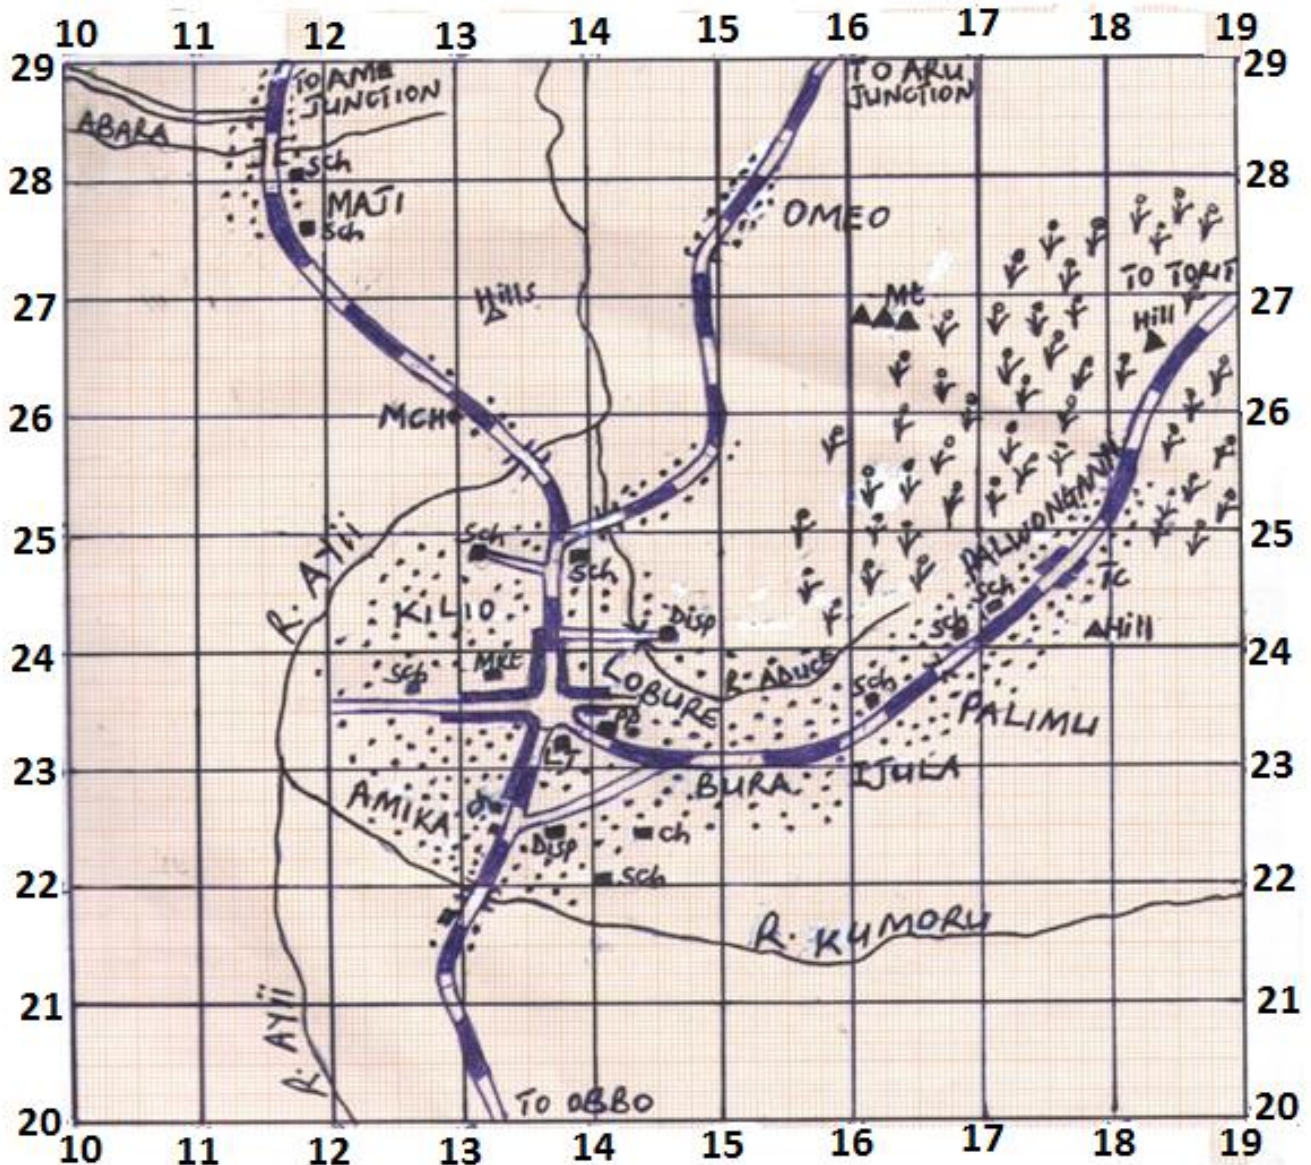 10 11 12 13 14 15 16 17 18 19
29 29
TO AME
JUNCTION
TO ARU
JUNCTION
ABARA
Sch
28 28
MAJI
Sch
OMEO
TO TORIT
27 27
Hills
Mt
Hill
26 26
MCH
25 25
Sch
Sch
R. AYii
PALWONGANYI
Sch
TC
KILIO
Disp
Sch
Hill
24 24
Sch
MKT
LOBURE
R. ADUCE
Sch
PALIMU
PD
LT
23 23
BURA
IJULA
AMIKA
ch
Disp
ch
Sch
22 22
R. KUMORU
21 21
R. AYii
TO OBBO
20 20
10 11 12 13 14 15 16 17 18 19